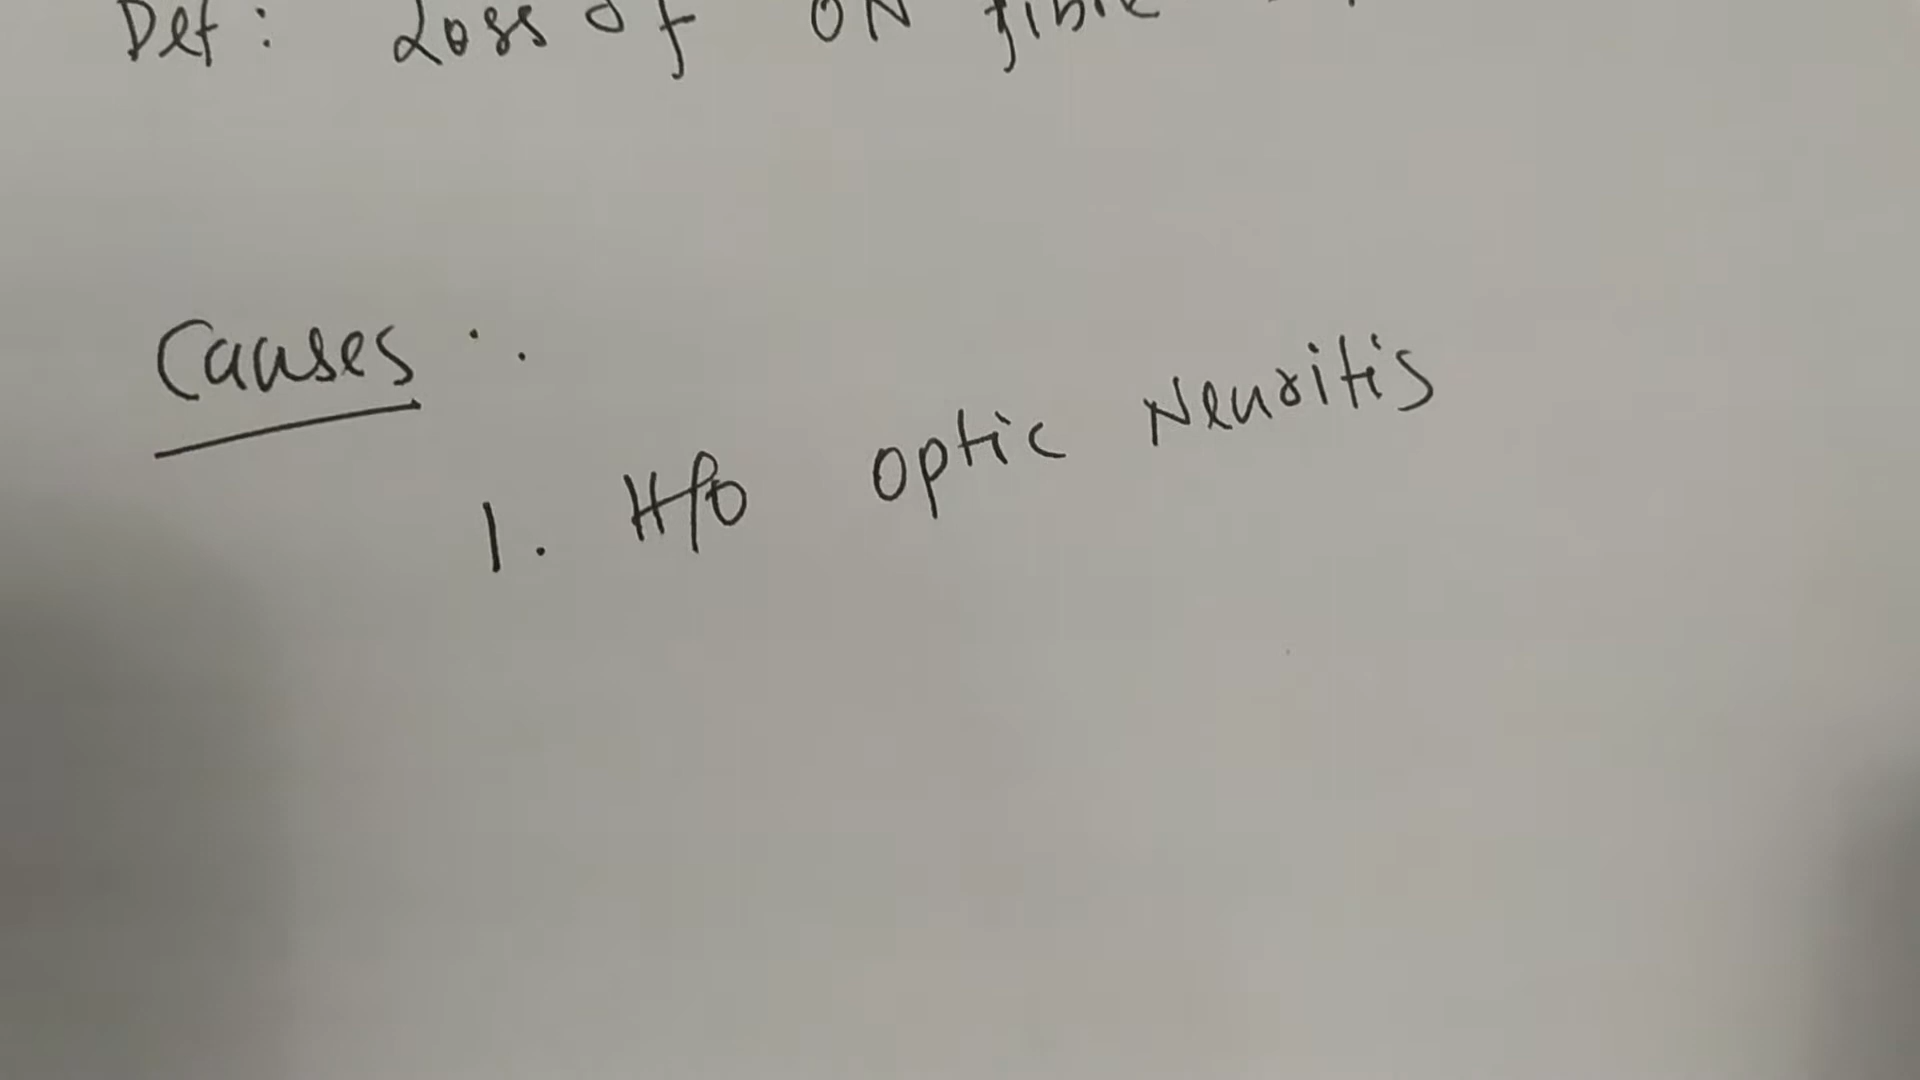 Def: Loss of ON
Causes :
1. H/o optic Neuritis